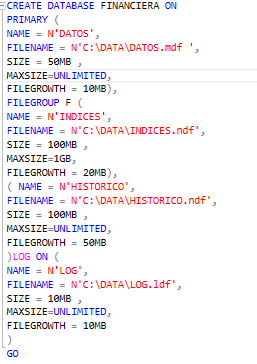 CREATE DATABASE FINANCIERA ON
PRIMARY (
NAME = N'DATOS',
FILENAME = N'C:\DATA\DATOS.mdf ',
SIZE = 50MB ,
MAXSIZE=UNLIMITED,
FILEGROWTH = 10MB),
FILEGROUP F (
NAME = N'INDICES',
FILENAME = N'C:\DATA\INDICES.ndf',
SIZE = 100MB ,
MAXSIZE=1GB,
FILEGROWTH = 20MB),
( NAME = N'HISTORICO',
FILENAME = N'C:\DATA\HISTORICO.ndf',
SIZE = 100MB ,
MAXSIZE=UNLIMITED,
FILEGROWTH = 50MB
)LOG ON (
NAME = N'LOG',
FILENAME = N'C:\DATA\LOG.ldf',
SIZE = 10MB ,
MAXSIZE=UNLIMITED,
FILEGROWTH = 10MB
)
GO